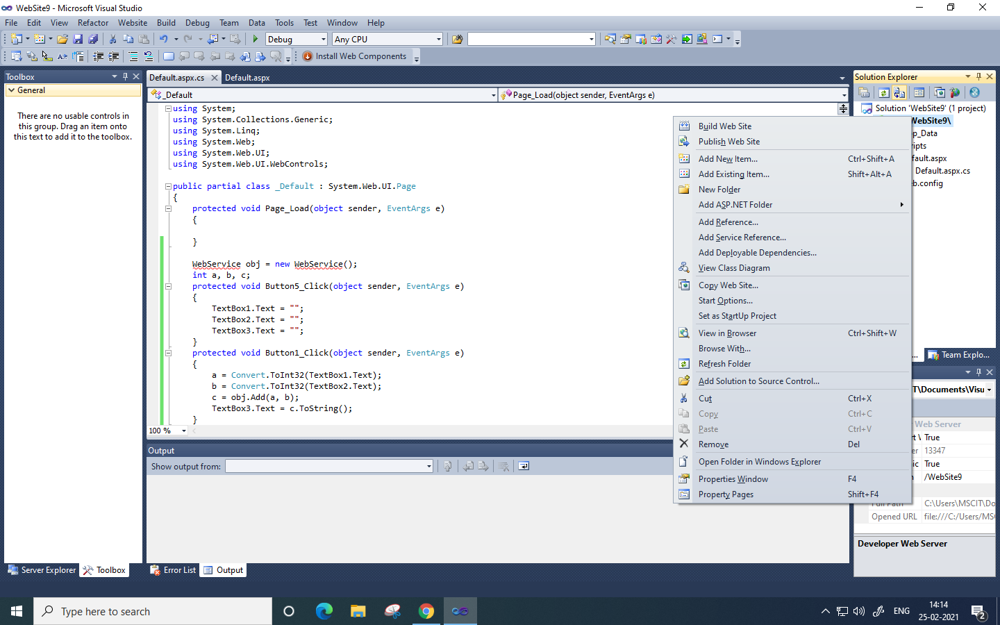 WebSite9 - Microsoft Visual Studio
File Edit View Refactor Website Build Debug Team Data Tools Test Window Help
Debug Any CPU
Install Web Components
Toolbox
General
There are no usable controls in
this group. Drag an item onto
this text to add it to the toolbox.
Server Explorer Toolbox
Default.aspx.cs Default.aspx
_Default Page_Load(object sender, EventArgs e)
using System;
using System.Collections.Generic;
using System.Linq;
using System.Web;
using System.Web.UI;
using System.Web.UI.WebControls;
public partial class _Default : System.Web.UI.Page
{
protected void Page_Load(object sender, EventArgs e)
{
}
WebService obj = new WebService();
int a, b, c;
protected void Button5_Click(object sender, EventArgs e)
{
TextBox1.Text = "";
TextBox2.Text = "";
TextBox3.Text = "";
}
protected void Button1_Click(object sender, EventArgs e)
{
a = Convert.ToInt32(TextBox1.Text);
b = Convert.ToInt32(TextBox2.Text);
c = obj.Add(a, b);
TextBox3.Text = c.ToString();
}
100 %
Output
Show output from:
Error List Output
Build Web Site
Publish Web Site
Add New Item... Ctrl+Shift+A
Add Existing Item... Shift+Alt+A
New Folder
Add ASP.NET Folder
Add Reference...
Add Service Reference...
Add Deployable Dependencies...
View Class Diagram
Copy Web Site...
Start Options...
Set as StartUp Project
View in Browser Ctrl+Shift+W
Browse With...
Refresh Folder
Add Solution to Source Control...
Cut Ctrl+X
Copy Ctrl+C
Paste Ctrl+V
Remove Del
Open Folder in Windows Explorer
Properties Window F4
Property Pages Shift+F4
Solution Explorer
Solution 'WebSite9' (1 project)
WebSite9\
p_Data
ipts
fault.aspx
Default.aspx.cs
b.config
... Team Explo...
T\Documents\Visu
Web Server
True
er 13347
ic True
/WebSite9
Full Path C:\Users\MSCIT\Do
Opened URL file:///C:/Users/MS
Developer Web Server
Type here to search
ENG
14:14
25-02-2021
2